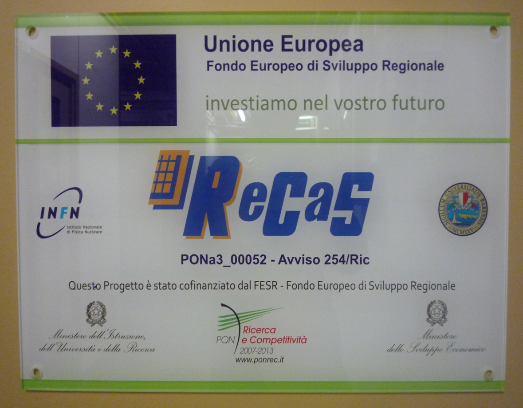 Unione Europea
Fondo Europeo di Sviluppo Regionale
investiamo nel vostro futuro
INFN
Istituto Nazionale
di Fisica Nucleare
ReCaS
PONa3_00052 - Avviso 254/Ric
Questo Progetto è stato cofinanziato dal FESR - Fondo Europeo di Sviluppo Regionale
Ministero dell'Istruzione,
dell'Università e della Ricerca
PON
Ricerca
e Competitività
2007-2013
www.ponrec.it
Ministero
dello Sviluppo Economico